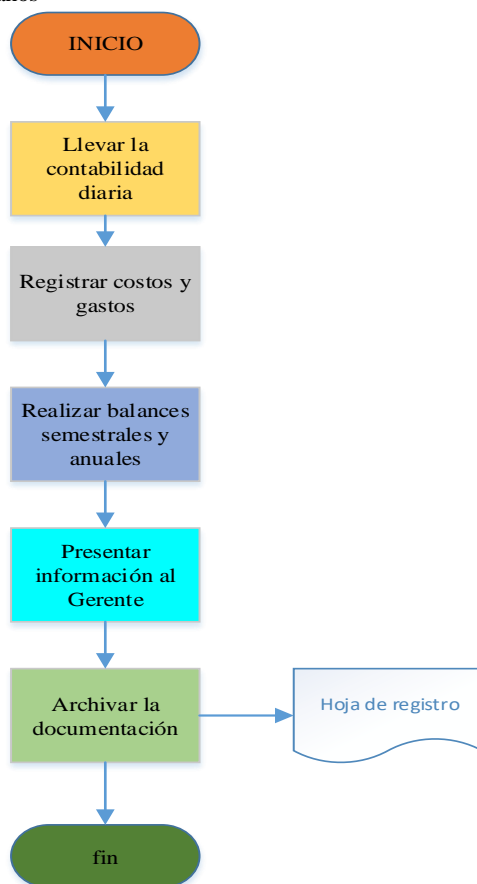 INICIO
Llevar la
contabilidad
diaria
Registrar costos y
gastos
Realizar balances
semestrales y
anuales
Presentar
información al
Gerente
Archivar la
documentación
Hoja de registro
fin